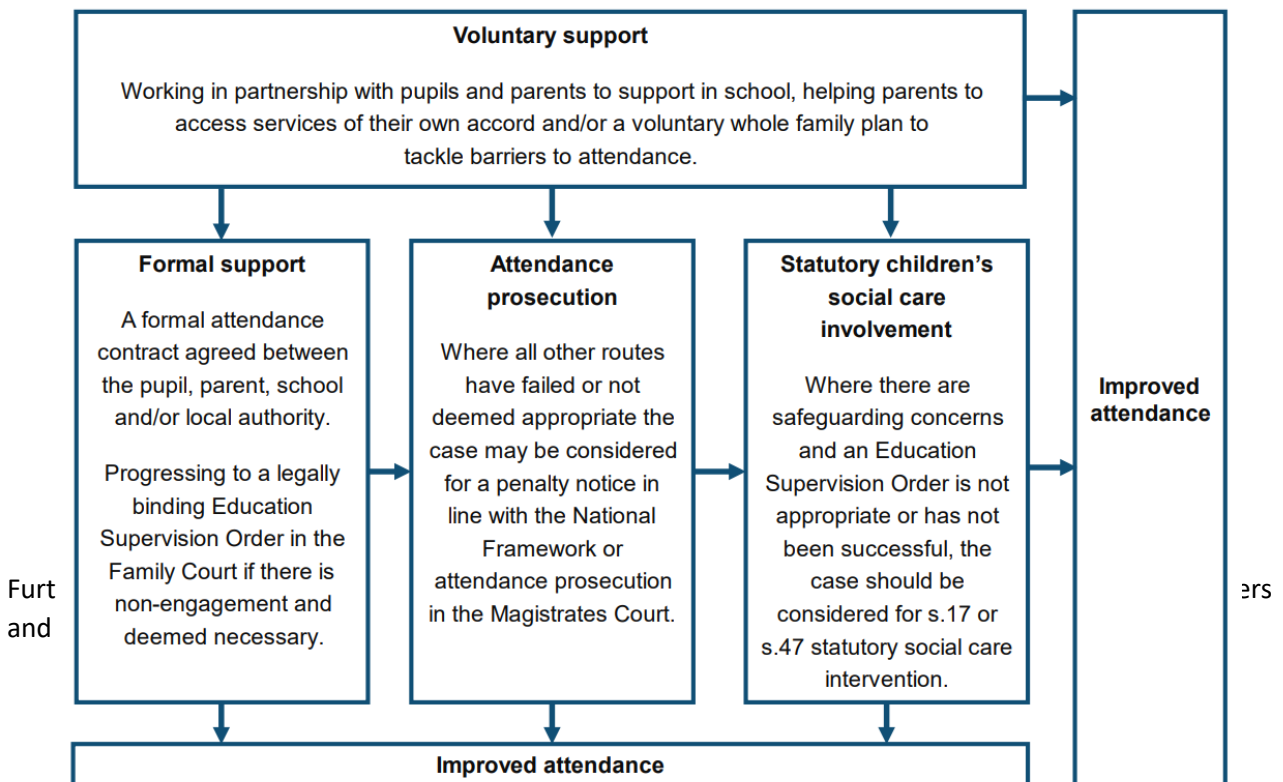 Voluntary support
Working in partnership with pupils and parents to support in school, helping parents to
access services of their own accord and/or a voluntary whole family plan to
tackle barriers to attendance.
Formal support
A formal attendance
contract agreed between
the pupil, parent, school
and/or local authority.
Progressing to a legally
binding Education
Supervision Order in the
Family Court if there is
non-engagement and
deemed necessary.
Attendance
prosecution
Where all other routes
have failed or not
deemed appropriate the
case may be considered
for a penalty notice in
line with the National
Framework or
attendance prosecution
in the Magistrates Court.
Statutory children’s
social care
involvement
Where there are
safeguarding concerns
and an Education
Supervision Order is not
appropriate or has not
been successful, the
case should be
considered for s.17 or
s.47 statutory social care
intervention.
Improved
attendance
Furt
ers
and
Improved attendance